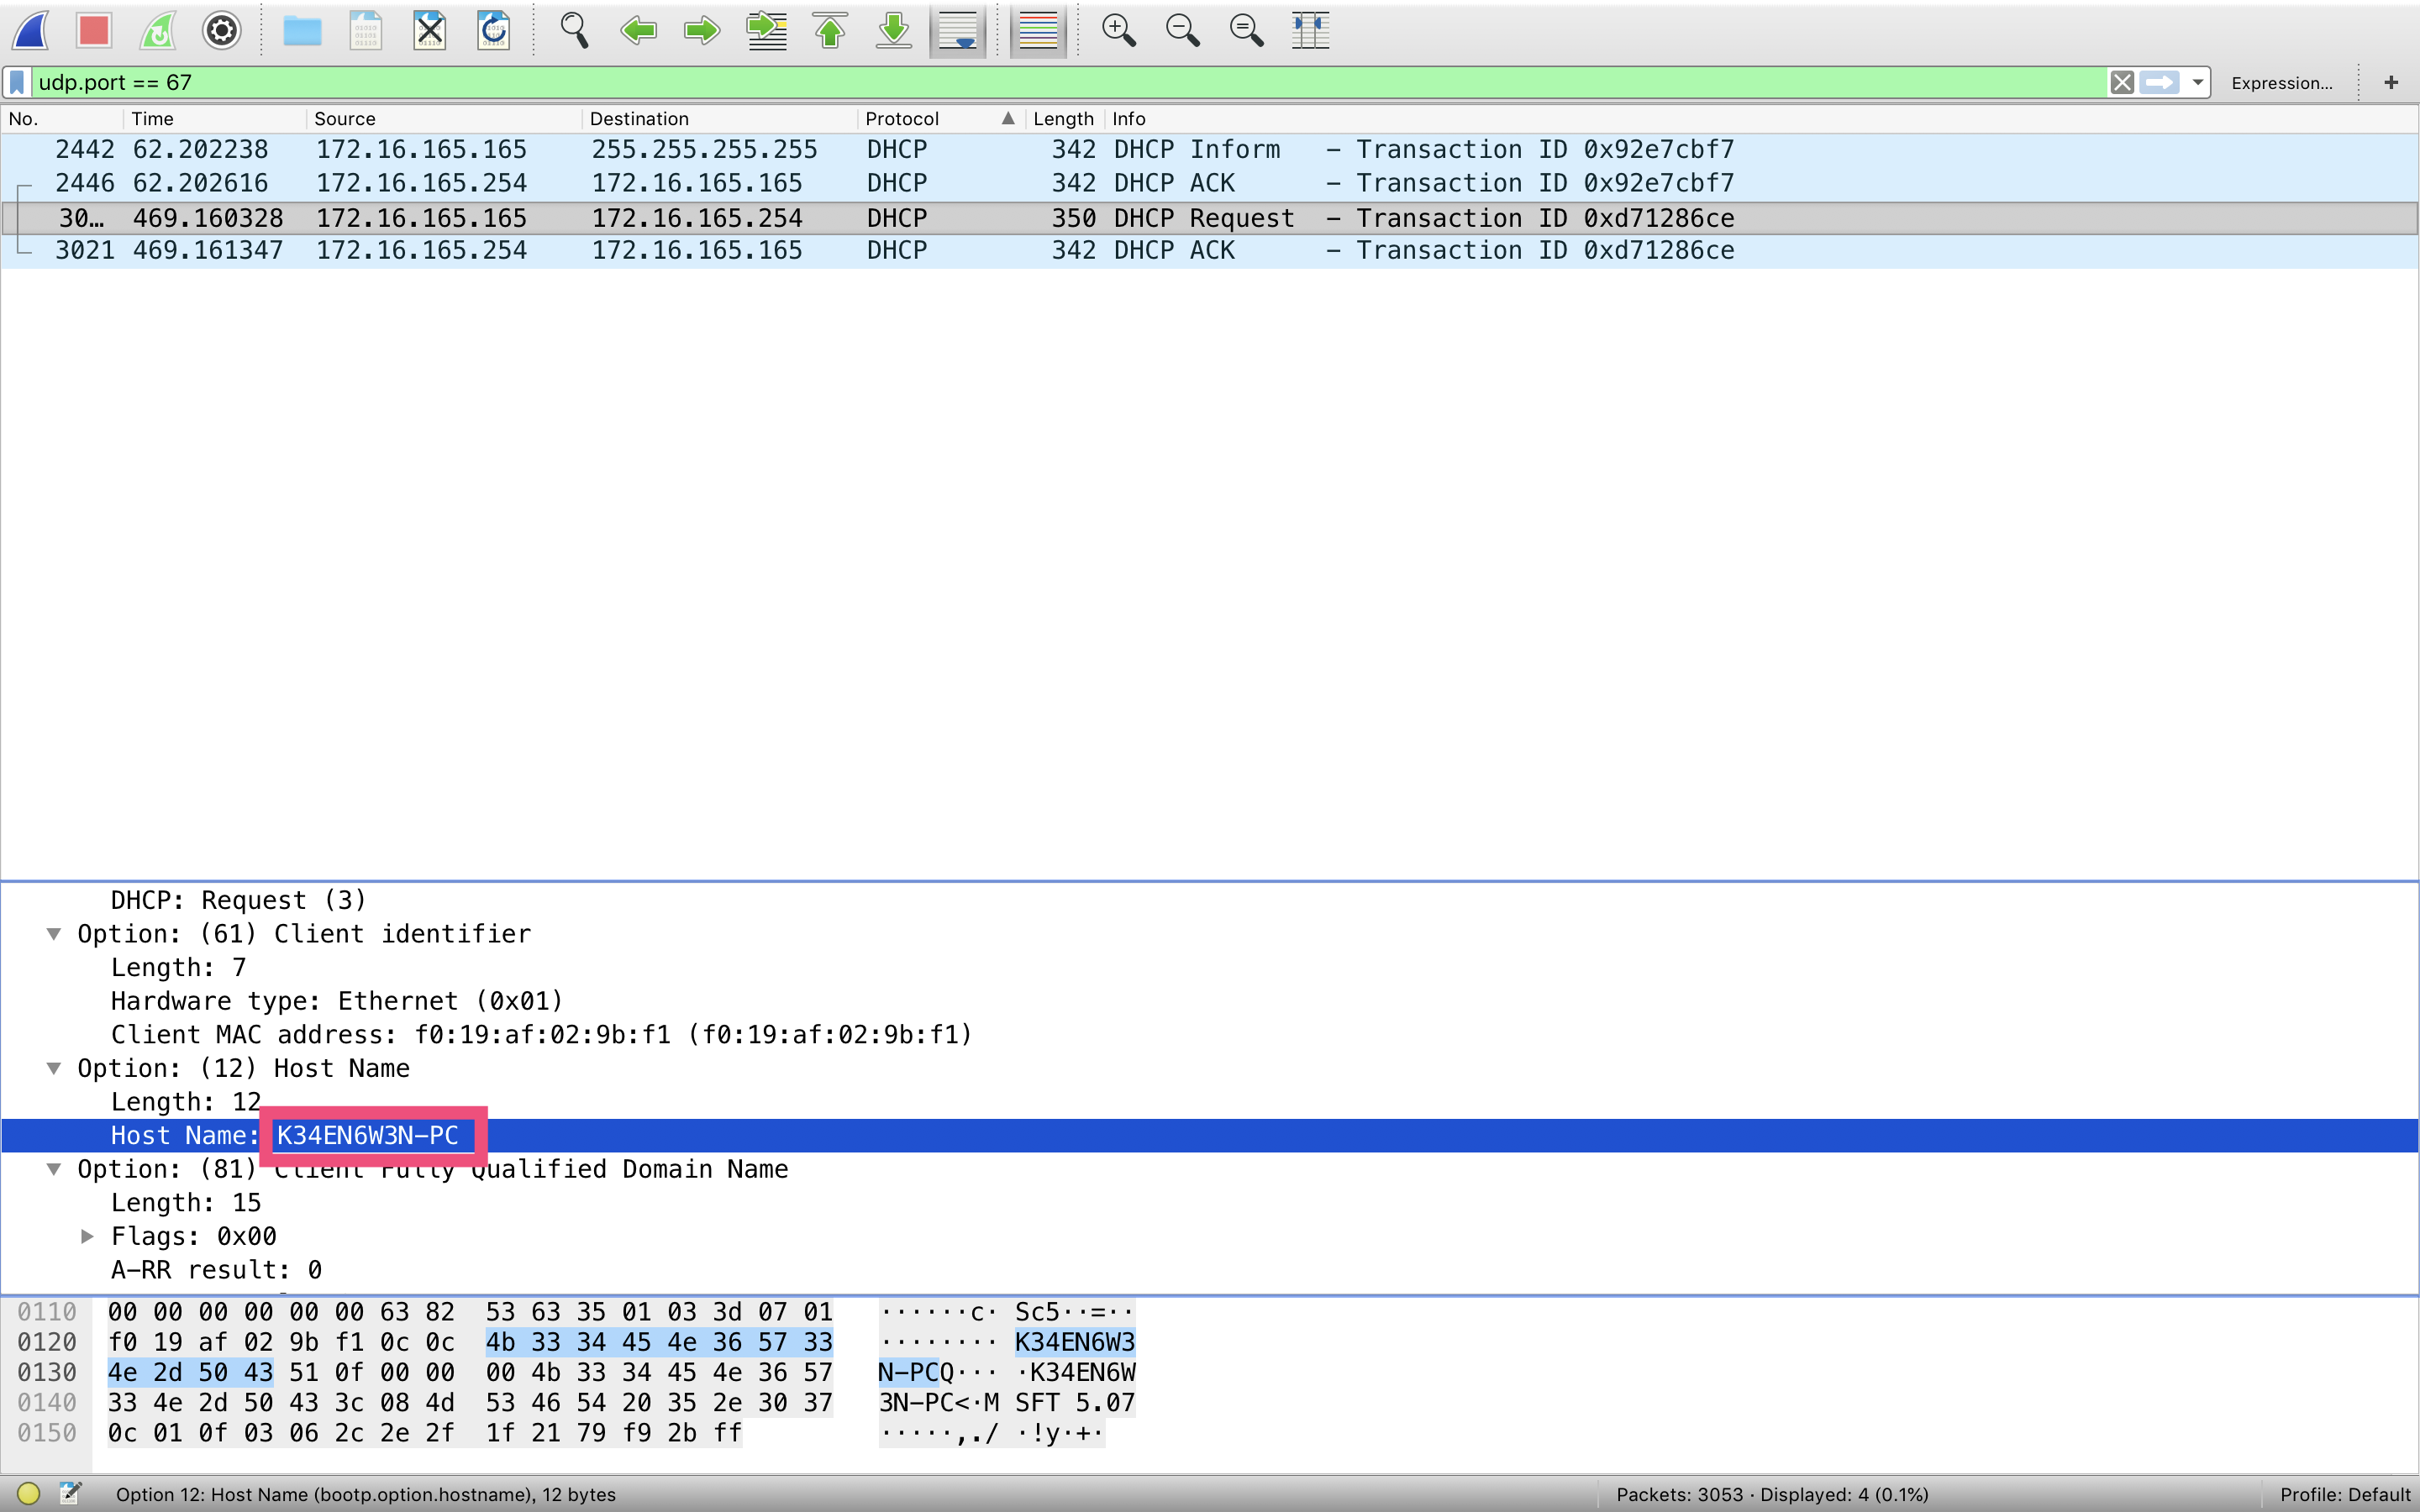 udp.port == 67
Expression...
+
No. Time Source Destination Protocol Length Info
2442 62.202238 172.16.165.165 255.255.255.255 DHCP 342 DHCP Inform – Transaction ID 0x92e7cbf7
2446 62.202616 172.16.165.254 172.16.165.165 DHCP 342 DHCP ACK – Transaction ID 0x92e7cbf7
30… 469.160328 172.16.165.165 172.16.165.254 DHCP 350 DHCP Request – Transaction ID 0xd71286ce
3021 469.161347 172.16.165.254 172.16.165.165 DHCP 342 DHCP ACK – Transaction ID 0xd71286ce
DHCP: Request (3)
Option: (61) Client identifier
Length: 7
Hardware type: Ethernet (0x01)
Client MAC address: f0:19:af:02:9b:f1 (f0:19:af:02:9b:f1)
Option: (12) Host Name
Length: 12
Host Name: K34EN6W3N–PC
Option: (81) Client Fully Qualified Domain Name
Length: 15
Flags: 0x00
A–RR result: 0
0110 00 00 00 00 00 00 63 82 53 63 35 01 03 3d 07 01 ······c· Sc5··=··
0120 f0 19 af 02 9b f1 0c 0c 4b 33 34 45 4e 36 57 33 ········ K34EN6W3
0130 4e 2d 50 43 51 0f 00 00 00 4b 33 34 45 4e 36 57 N–PCQ··· ·K34EN6W
0140 33 4e 2d 50 43 3c 08 4d 53 46 54 20 35 2e 30 37 3N–PC<·M SFT 5.07
0150 0c 01 0f 03 06 2c 2e 2f 1f 21 79 f9 2b ff ·····,./ ·!y·+·
Option 12: Host Name (bootp.option.hostname), 12 bytes
Packets: 3053 · Displayed: 4 (0.1%)
Profile: Default